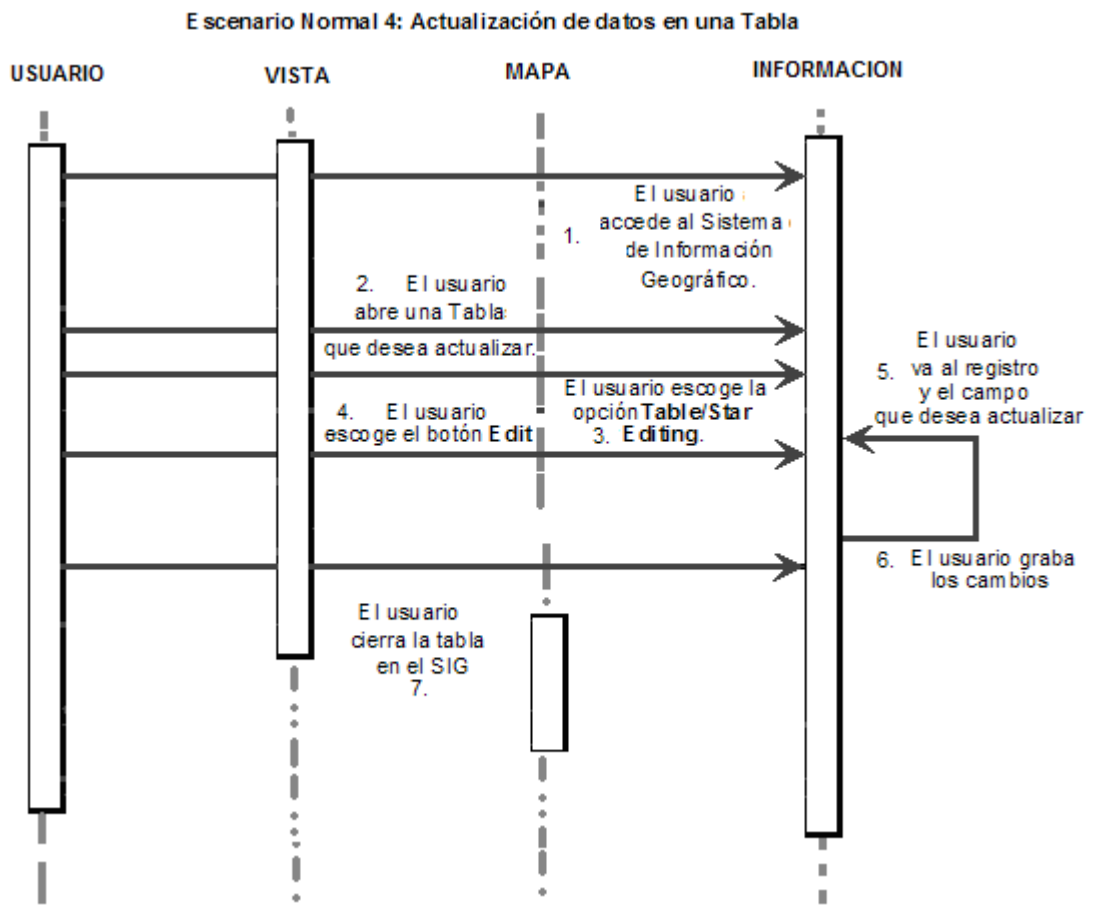 Escenario Normal 4: Actualización de datos en una Tabla
USUARIO
VISTA
MAPA
INFORMACION
El usuario
1. accede al Sistema
de Información
Geográfico.
2. El usuario
abre una Tabla
que desea actualizar.
El usuario escoge la
opción Table/Star
3. Editing.
4. El usuario
escoge el botón Edit
El usuario
5. va al registro
y el campo
que desea actualizar
6. El usuario graba
los cambios
El usuario
cierra la tabla
en el SIG
7.